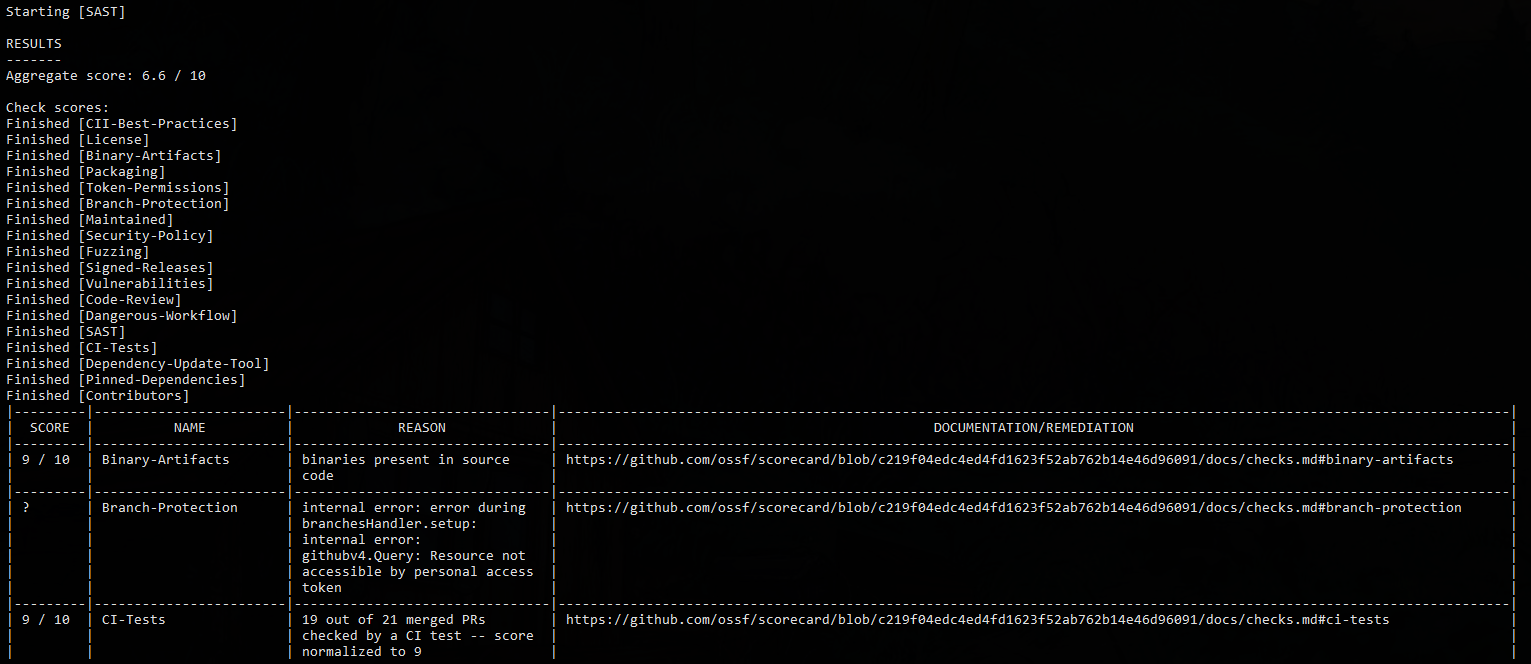 Starting [SAST]
RESULTS
-------
Aggregate score: 6.6 / 10
Check scores:
Finished [CII-Best-Practices]
Finished [License]
Finished [Binary-Artifacts]
Finished [Packaging]
Finished [Token-Permissions]
Finished [Branch-Protection]
Finished [Maintained]
Finished [Security-Policy]
Finished [Fuzzing]
Finished [Signed-Releases]
Finished [Vulnerabilities]
Finished [Code-Review]
Finished [Dangerous-Workflow]
Finished [SAST]
Finished [CI-Tests]
Finished [Dependency-Update-Tool]
Finished [Pinned-Dependencies]
Finished [Contributors]
SCORE | NAME | REASON | DOCUMENTATION/REMEDIATION
9 / 10 | Binary-Artifacts | binaries present in source | https://github.com/ossf/scorecard/blob/c219f04edc4ed4fd1623f52ab762b14e46d96091/docs/checks.md#binary-artifacts
code
? | Branch-Protection | internal error: error during | https://github.com/ossf/scorecard/blob/c219f04edc4ed4fd1623f52ab762b14e46d96091/docs/checks.md#branch-protection
branchesHandler.setup:
internal error:
githubv4.Query: Resource not
accessible by personal access
token
9 / 10 | CI-Tests | 19 out of 21 merged PRs | https://github.com/ossf/scorecard/blob/c219f04edc4ed4fd1623f52ab762b14e46d96091/docs/checks.md#ci-tests
checked by a CI test -- score
normalized to 9